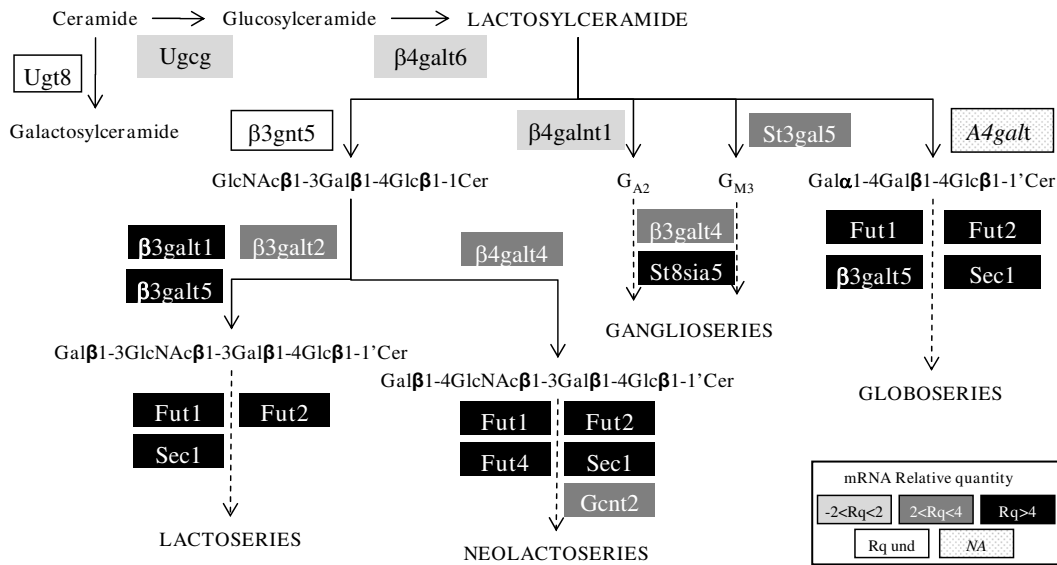 Ceramide
Glucosylceramide
LACTOSYLCERAMIDE
Ugcg
β4galt6
Ugt8
Galactosylceramide
β3gnt5
β4galnt1
St3gal5
A4galt
GlcNAcβ1-3Galβ1-4Glcβ1-1Cer
GA2
GM3
Galα1-4Galβ1-4Glcβ1-1’Cer
β3galt1
β3galt2
β3galt5
β4galt4
β3galt4
St8sia5
Fut1
Fut2
β3galt5
Sec1
GANGLIOSERIES
Galβ1-3GlcNAcβ1-3Galβ1-4Glcβ1-1’Cer
Galβ1-4GlcNAcβ1-3Galβ1-4Glcβ1-1’Cer
GLOBOSERIES
Fut1
Fut2
Sec1
Fut1
Fut2
Fut4
Sec1
Gcnt2
LACTOSERIES
NEOLACTOSERIES
mRNA Relative quantity
-2<Rq<2
2<Rq<4
Rq>4
Rq und
NA